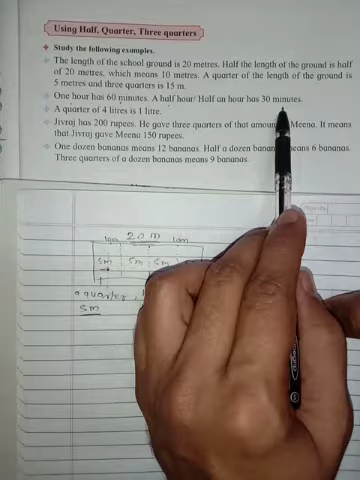 Using Half, Quarter, Three quarters
Study the following examples.
The length of the school ground is 20 metres. Half the length of the ground is half
of 20 metres, which means 10 metres. A quarter of the length of the ground is
5 metres and three quarters is 15 m.
One hour has 60 minutes. A half hour/ Half an hour has 30 minutes.
A quarter of 4 litres is 1 litre.
Jivraj has 200 rupees. He gave three quarters of that Meena. It means
that Jivraj gave Meena 150 rupees.
One dozen bananas means 12 bananas. Half a dozen means 6 bananas.
Three quarters of a dozen bananas means 9 bananas.
20 m
10m 10m
5m 5m 5m
a quarter
5m